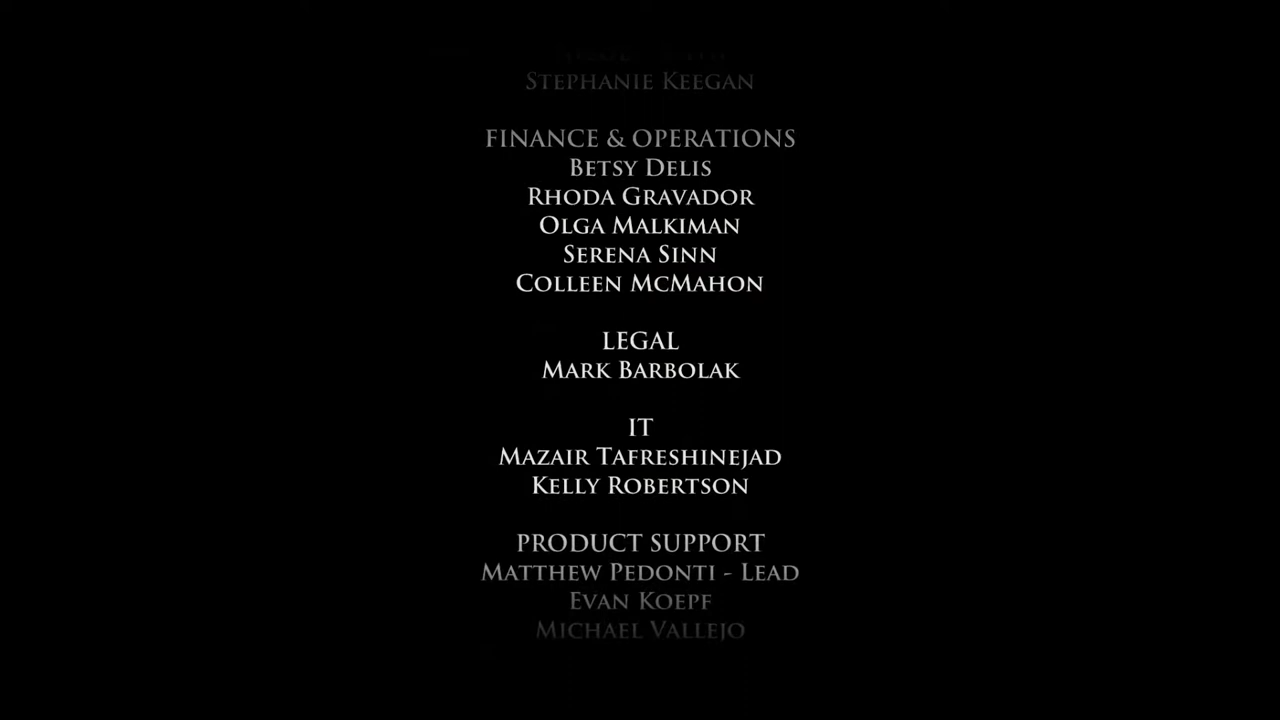 STEPHANIE KEEGAN
FINANCE & OPERATIONS
BETSY DELIS
RHODA GRAVADOR
OLGA MALKIMAN
SERENA SINN
COLLEEN MCMAHON
LEGAL
MARK BARBOLAK
IT
MAZAIR TAFRESHINEJAD
KELLY ROBERTSON
PRODUCT SUPPORT
MATTHEW PEDONTI - LEAD
EVAN KOEPF
MICHAEL VALLEJO